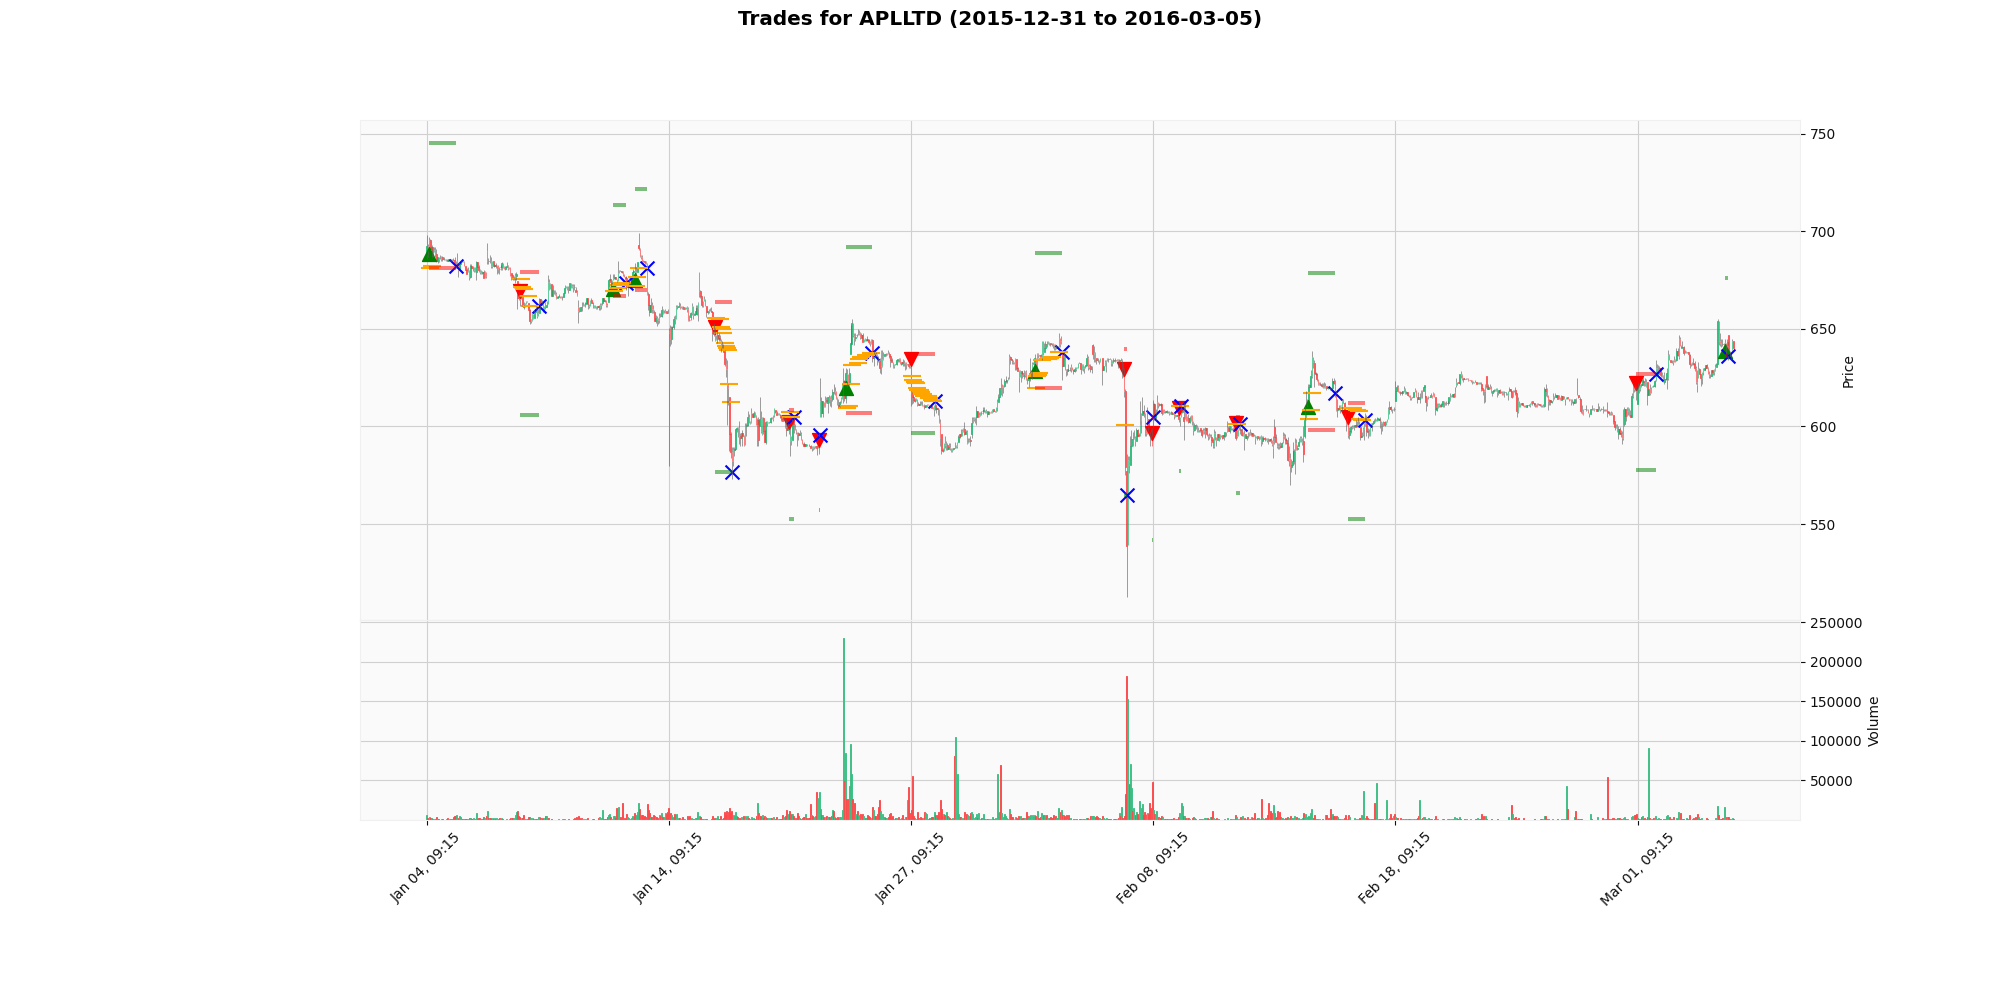 Trades for APLLTD (2015-12-31 to 2016-03-05)
750
700
650
600
550
Price
250000
200000
150000
100000
50000
Volume
Jan 04, 09:15
Jan 14, 09:15
Jan 27, 09:15
Feb 08, 09:15
Feb 18, 09:15
Mar 01, 09:15